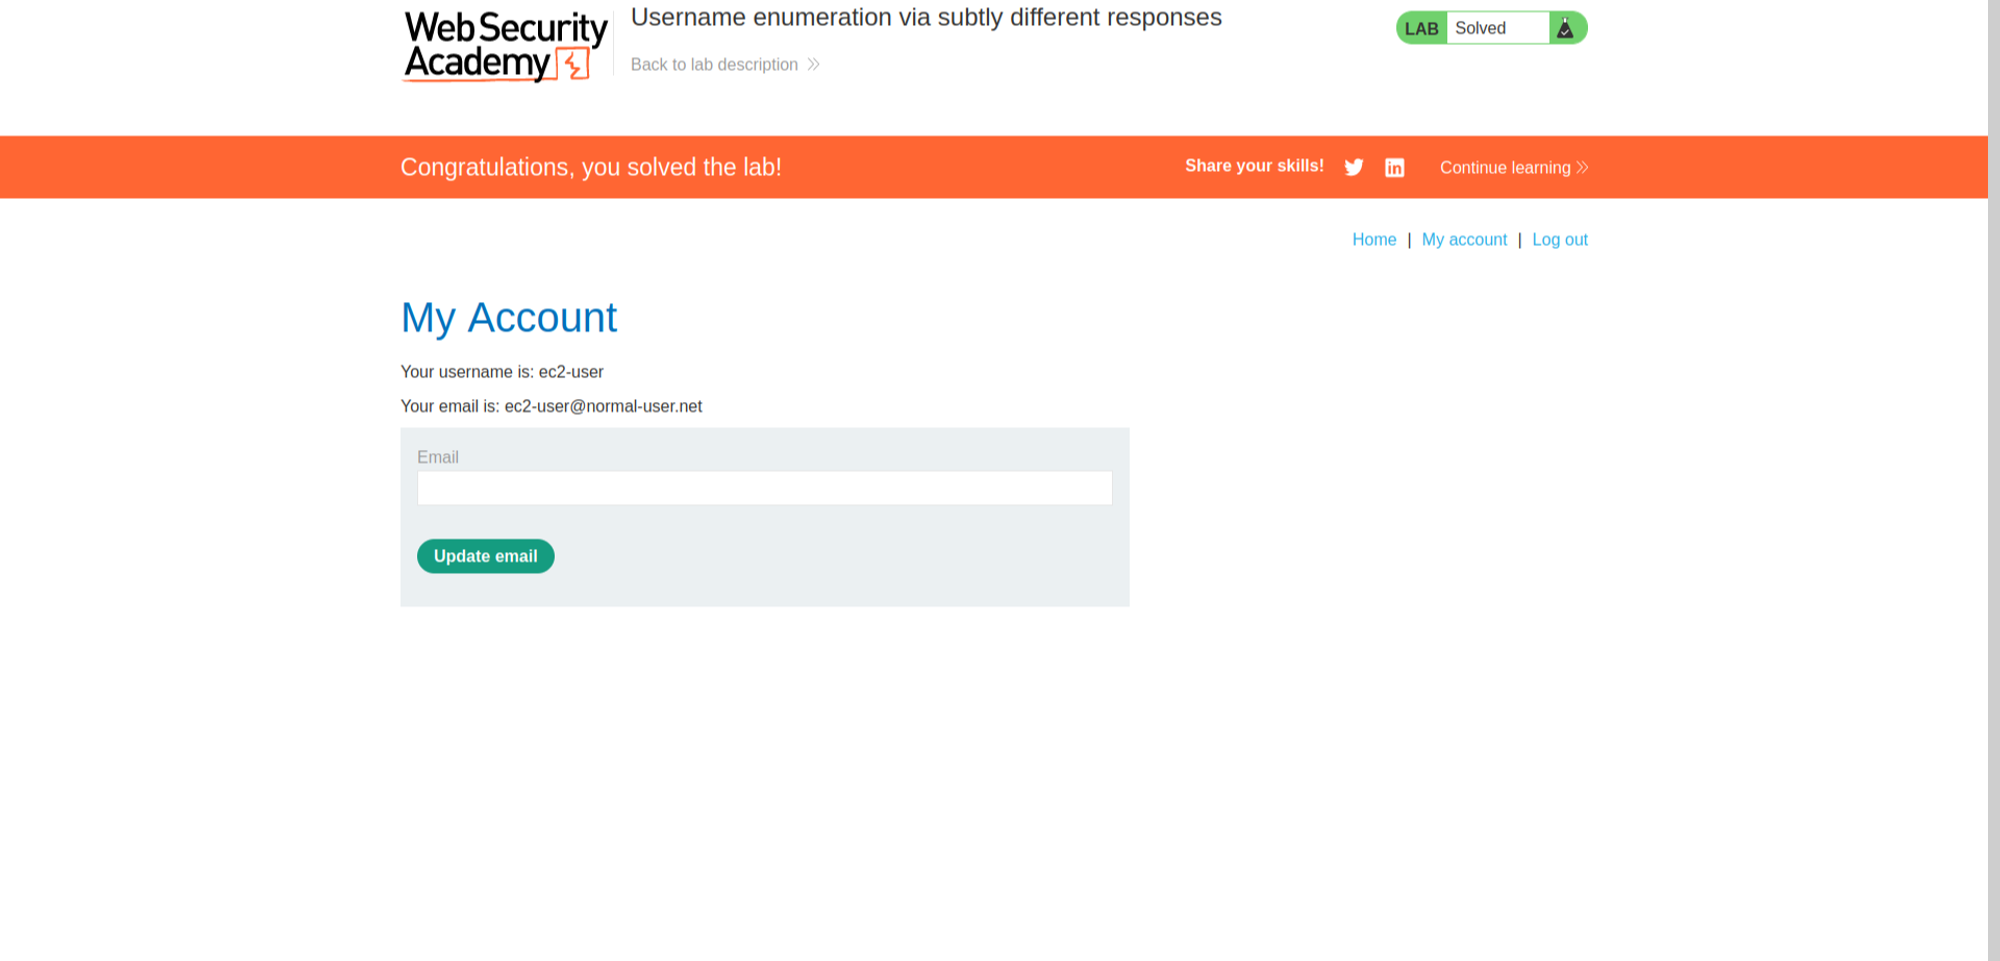 Web Security
Academy
Username enumeration via subtly different responses
Back to lab description
LAB Solved
Congratulations, you solved the lab!
Share your skills!
Continue learning
Home | My account | Log out
My Account
Your username is: ec2-user
Your email is: ec2-user@normal-user.net
Email
Update email